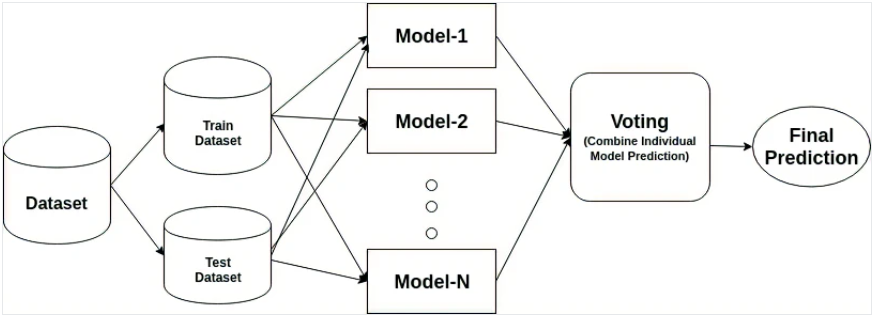 Dataset
Train
Dataset
Test
Dataset
Model-1
Model-2
Model-N
Voting
(Combine Individual
Model Prediction)
Final
Prediction